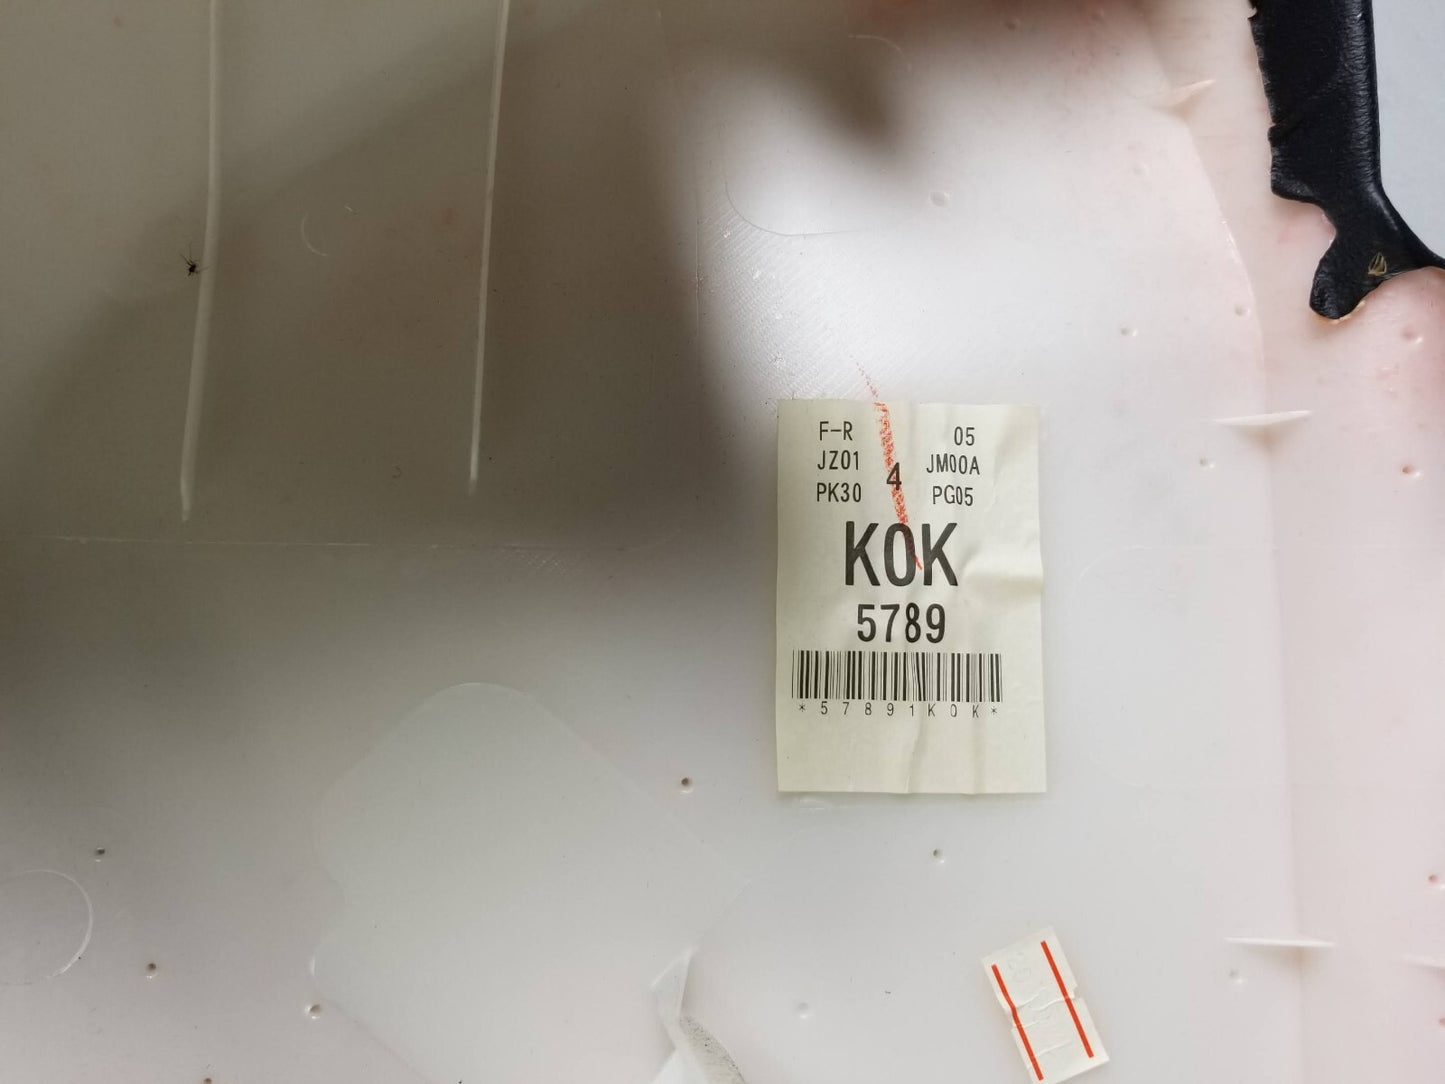 F-R 05
JZ01 4 JM00A
PK30 PG05
K0K
5789
*57891K0K*